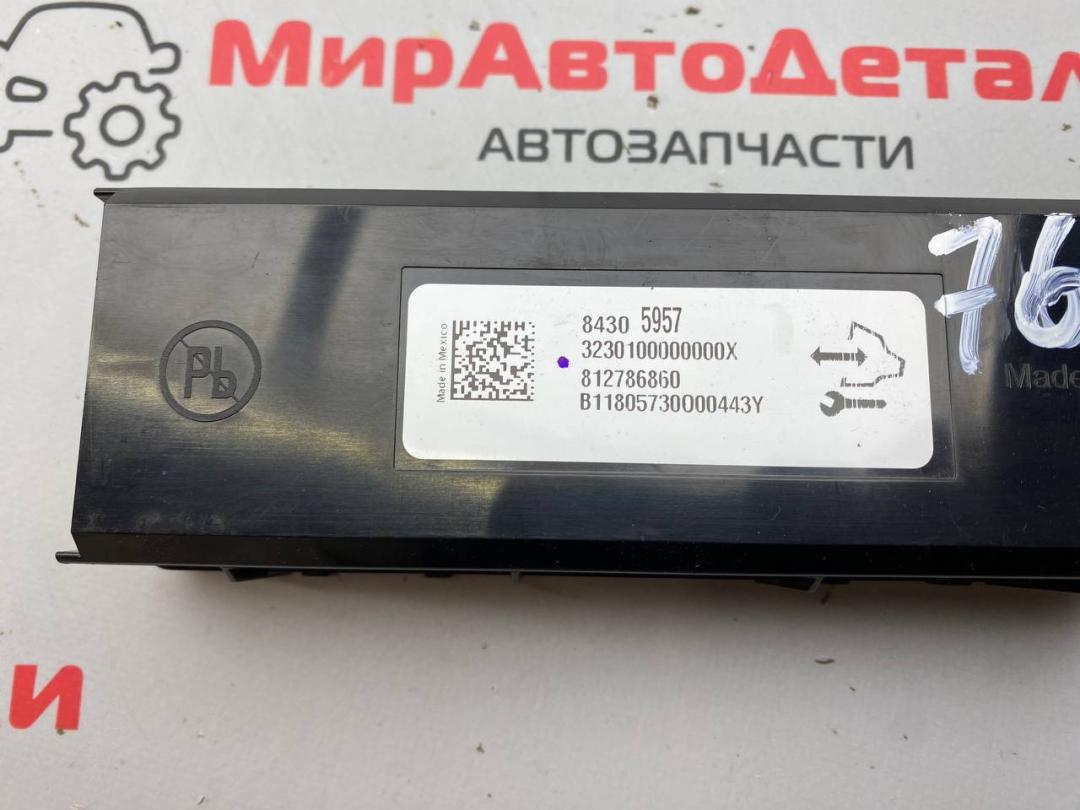 МирАвтоДетал
АВТОЗАПЧАСТИ
Pb
Made in Mexico
8430 5957
3230100000000X
812786860
B11805730000443Y
76
Made
и